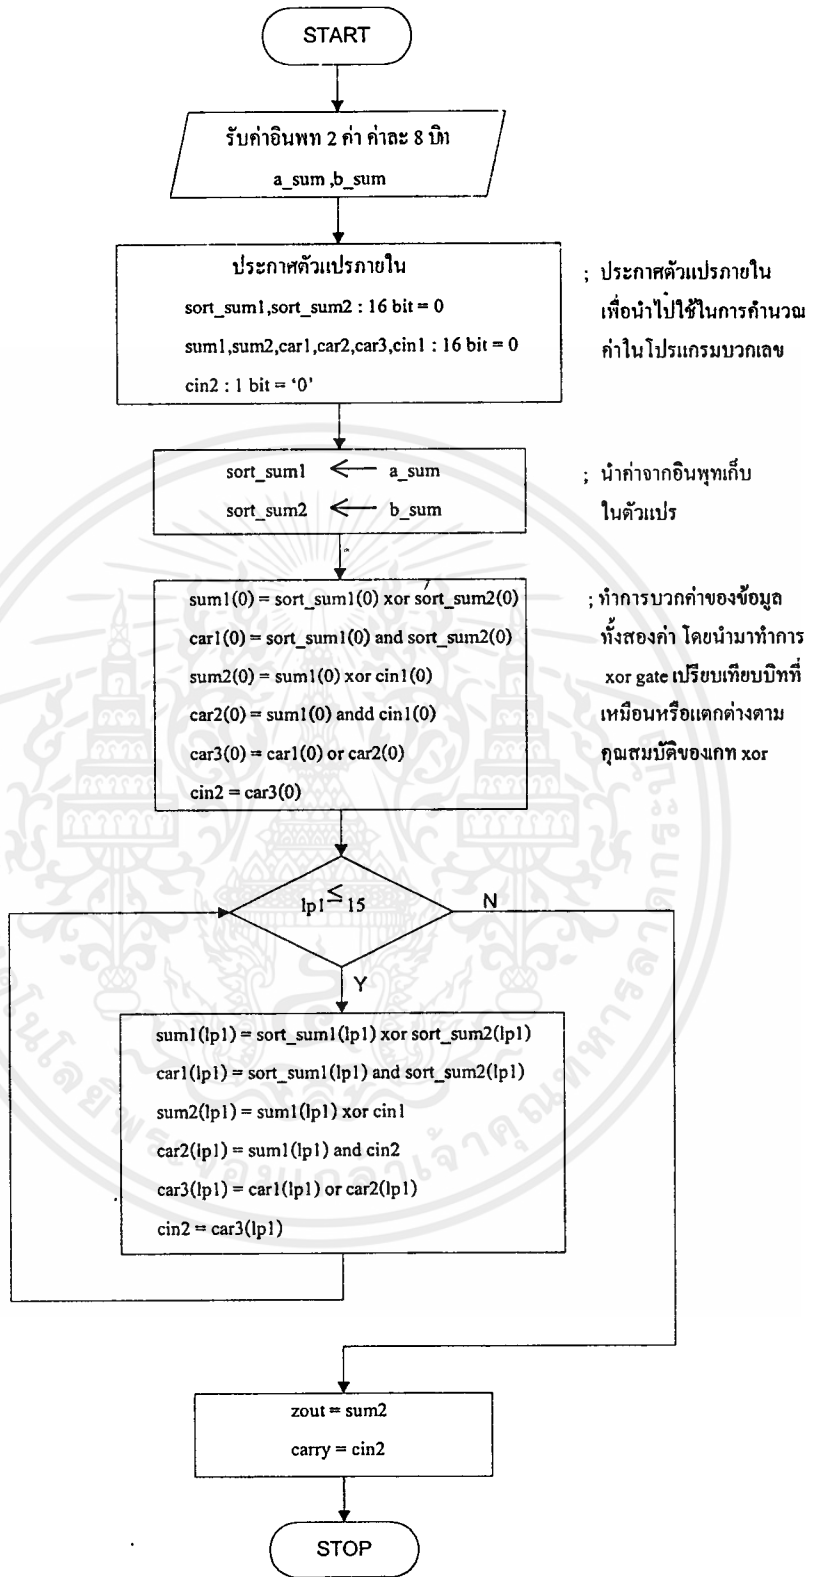 START
รับค่าอินพท 2 ค่า ค่าละ 8 บิท
a_sum ,b_sum
ประกาศตัวแปรภายใน
sort_sum1,sort_sum2 : 16 bit = 0
sum1,sum2,car1,car2,car3,cin1 : 16 bit = 0
cin2 : 1 bit = ‘0’
; ประกาศตัวแปรภายใน
เพื่อนำไปใช้ในการคำนวณ
ค่าในโปรแกรมบวกเลข
sort_sum1 ← a_sum
sort_sum2 ← b_sum
; นำค่าจากอินพุทเก็บ
ในตัวแปร
sum1(0) = sort_sum1(0) xor sort_sum2(0)
car1(0) = sort_sum1(0) and sort_sum2(0)
sum2(0) = sum1(0) xor cin1(0)
car2(0) = sum1(0) andd cin1(0)
car3(0) = car1(0) or car2(0)
cin2 = car3(0)
; ทำการบวกค่าของข้อมูล
ทั้งสองค่า โดยนำมาทำการ
xor gate เปรียบเทียบบิทที่
เหมือนหรือแตกต่างตาม
คุณสมบัติของเกท xor
lp1 ≤ 15
N
Y
sum1(lp1) = sort_sum1(lp1) xor sort_sum2(lp1)
car1(lp1) = sort_sum1(lp1) and sort_sum2(lp1)
sum2(lp1) = sum1(lp1) xor cin1
car2(lp1) = sum1(lp1) and cin2
car3(lp1) = car1(lp1) or car2(lp1)
cin2 = car3(lp1)
zout = sum2
carry = cin2
STOP